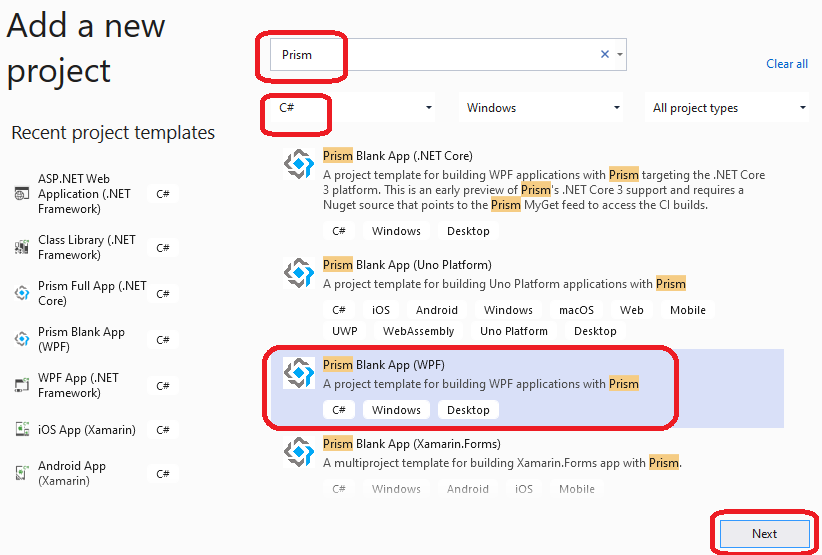 Add a new
project
Prism
Clear all
C#
Windows
All project types
Recent project templates
ASP.NET Web
Application (.NET
Framework)
C#
Class Library (.NET
Framework)
C#
Prism Full App (.NET
Core)
C#
Prism Blank App
(WPF)
C#
WPF App (.NET
Framework)
C#
iOS App (Xamarin)
C#
Android App
(Xamarin)
C#
Prism Blank App (.NET Core)
A project template for building WPF applications with Prism targeting the .NET Core
3 platform. This is an early preview of Prism's .NET Core 3 support and requires a
Nuget source that points to the Prism MyGet feed to access the CI builds.
C# Windows Desktop
Prism Blank App (Uno Platform)
A project template for building Uno Platform applications with Prism
C# iOS Android Windows macOS Web Mobile
UWP WebAssembly Uno Platform Desktop
Prism Blank App (WPF)
A project template for building WPF applications with Prism
C# Windows Desktop
Prism Blank App (Xamarin.Forms)
A multiproject template for building Xamarin.Forms app with Prism.
C# Windows Android iOS Mobile
Next